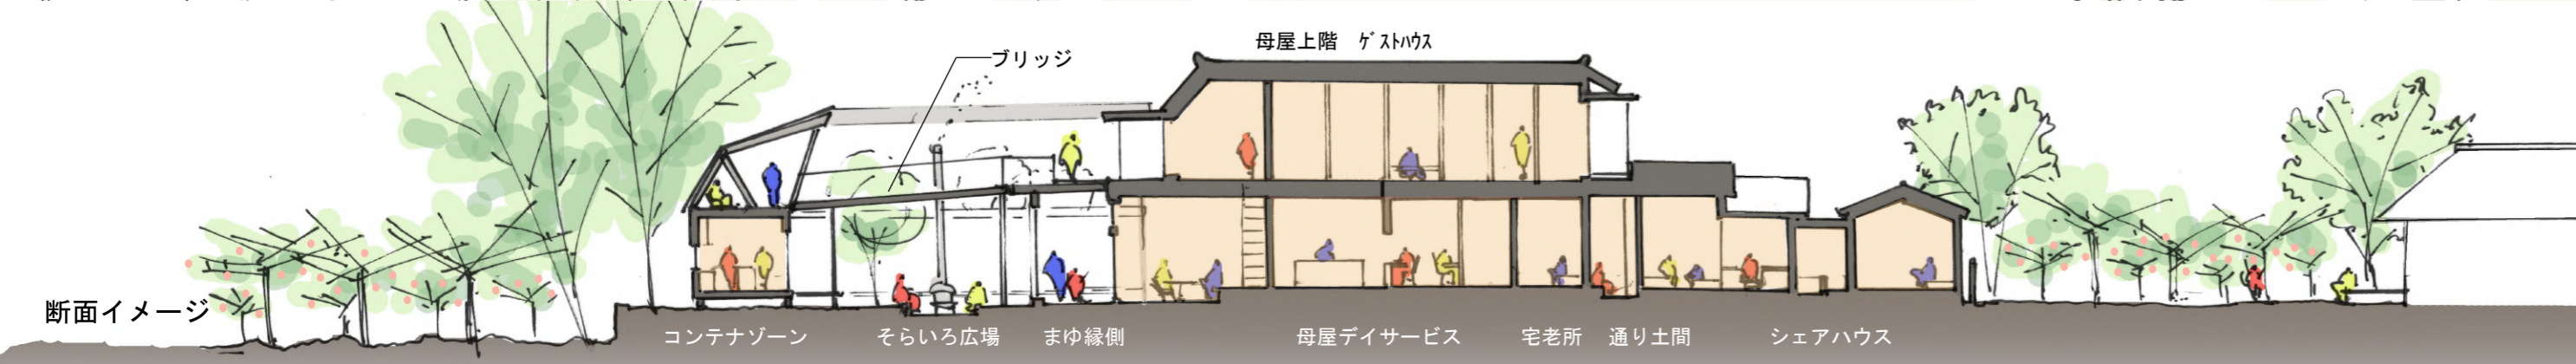 母屋上階 ｹﾞｽﾄﾊｳｽ
ブリッジ
断面イメージ
コンテナゾーン
そらいろ広場
まゆ縁側
母屋デイサービス
宅老所
通り土間
シェアハウス